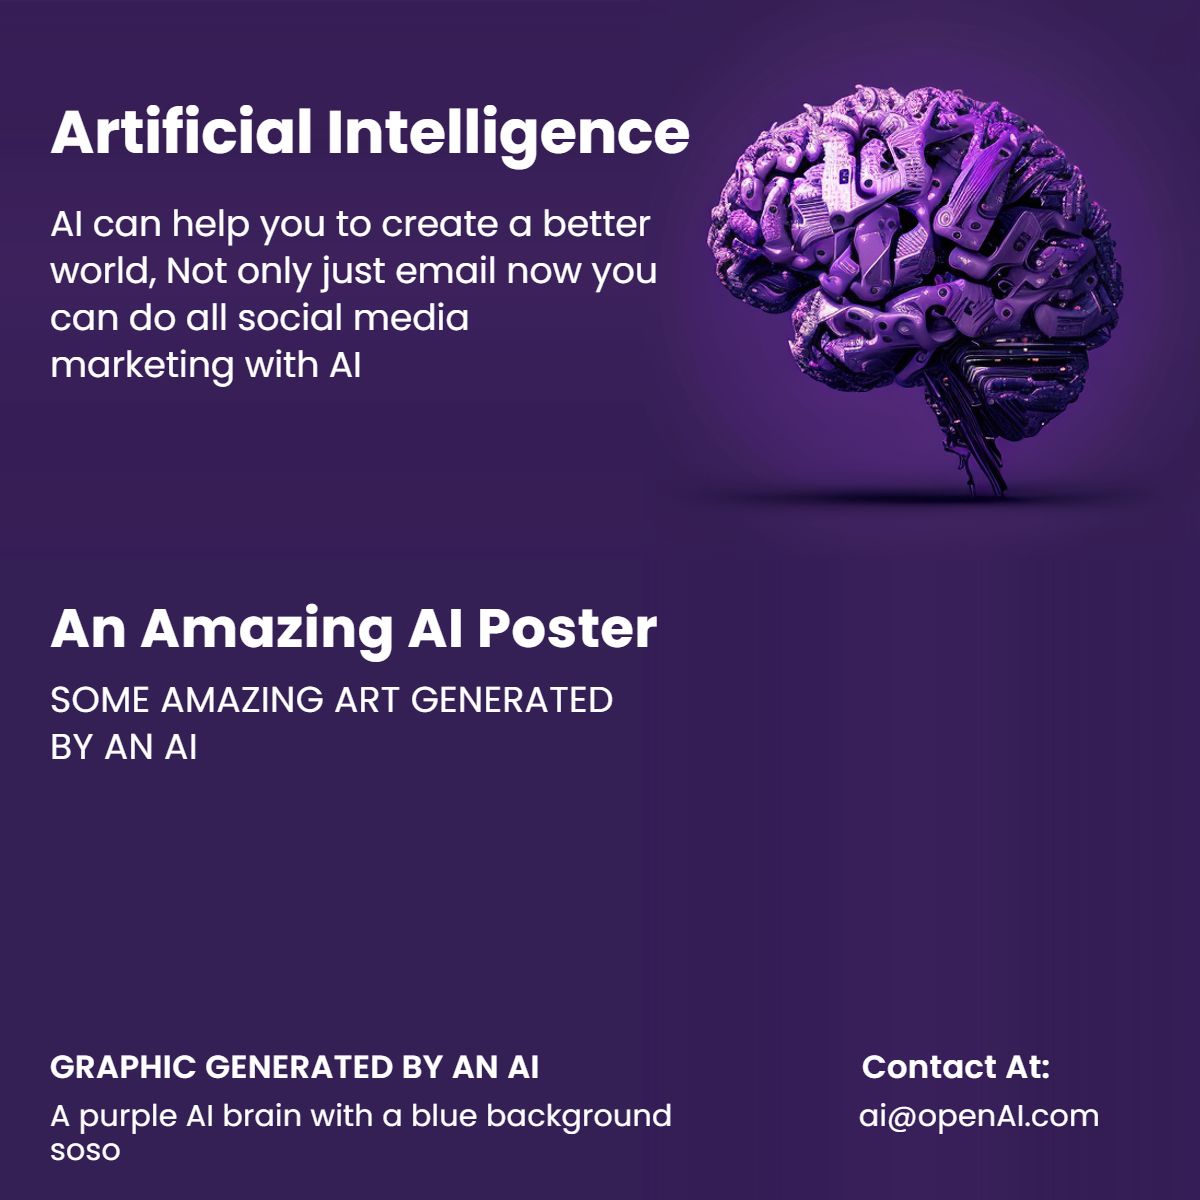 Artificial Intelligence
AI can help you to create a better
world, Not only just email now you
can do all social media
marketing with AI
An Amazing AI Poster
SOME AMAZING ART GENERATED
BY AN AI
GRAPHIC GENERATED BY AN AI
A purple AI brain with a blue background
soso
Contact At:
ai@openAI.com